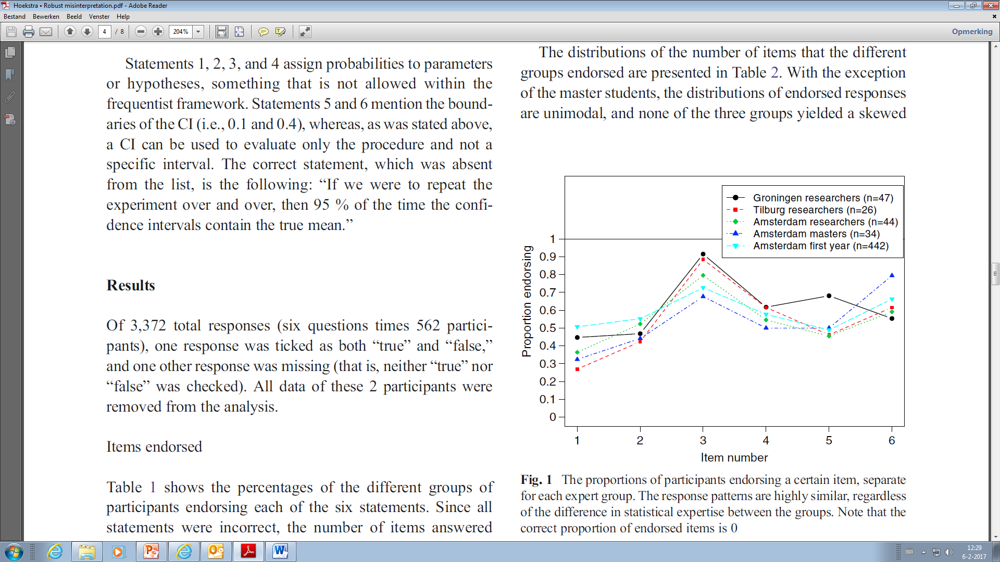 Hoekstra • Robust misinterpretation.pdf - Adobe Reader
Bestand Bewerken Beeld Venster Help
4 / 8 204% Opmerking
Statements 1, 2, 3, and 4 assign probabilities to parameters
or hypotheses, something that is not allowed within the
frequentist framework. Statements 5 and 6 mention the bound-
aries of the CI (i.e., 0.1 and 0.4), whereas, as was stated above,
a CI can be used to evaluate only the procedure and not a
specific interval. The correct statement, which was absent
from the list, is the following: “If we were to repeat the
experiment over and over, then 95 % of the time the confi-
dence intervals contain the true mean.”
Results
Of 3,372 total responses (six questions times 562 partici-
pants), one response was ticked as both “true” and “false,”
and one other response was missing (that is, neither “true” nor
“false” was checked). All data of these 2 participants were
removed from the analysis.
Items endorsed
Table 1 shows the percentages of the different groups of
participants endorsing each of the six statements. Since all
statements were incorrect, the number of items answered
The distributions of the number of items that the different
groups endorsed are presented in Table 2. With the exception
of the master students, the distributions of endorsed responses
are unimodal, and none of the three groups yielded a skewed
Groningen researchers (n=47)
Tilburg researchers (n=26)
Amsterdam researchers (n=44)
Amsterdam masters (n=34)
Amsterdam first year (n=442)
Proportion endorsing
1
0.9
0.8
0.7
0.6
0.5
0.4
0.3
0.2
0.1
0
1 2 3 4 5 6
Item number
Fig. 1 The proportions of participants endorsing a certain item, separate
for each expert group. The response patterns are highly similar, regardless
of the difference in statistical expertise between the groups. Note that the
correct proportion of endorsed items is 0
12:29
6-2-2017